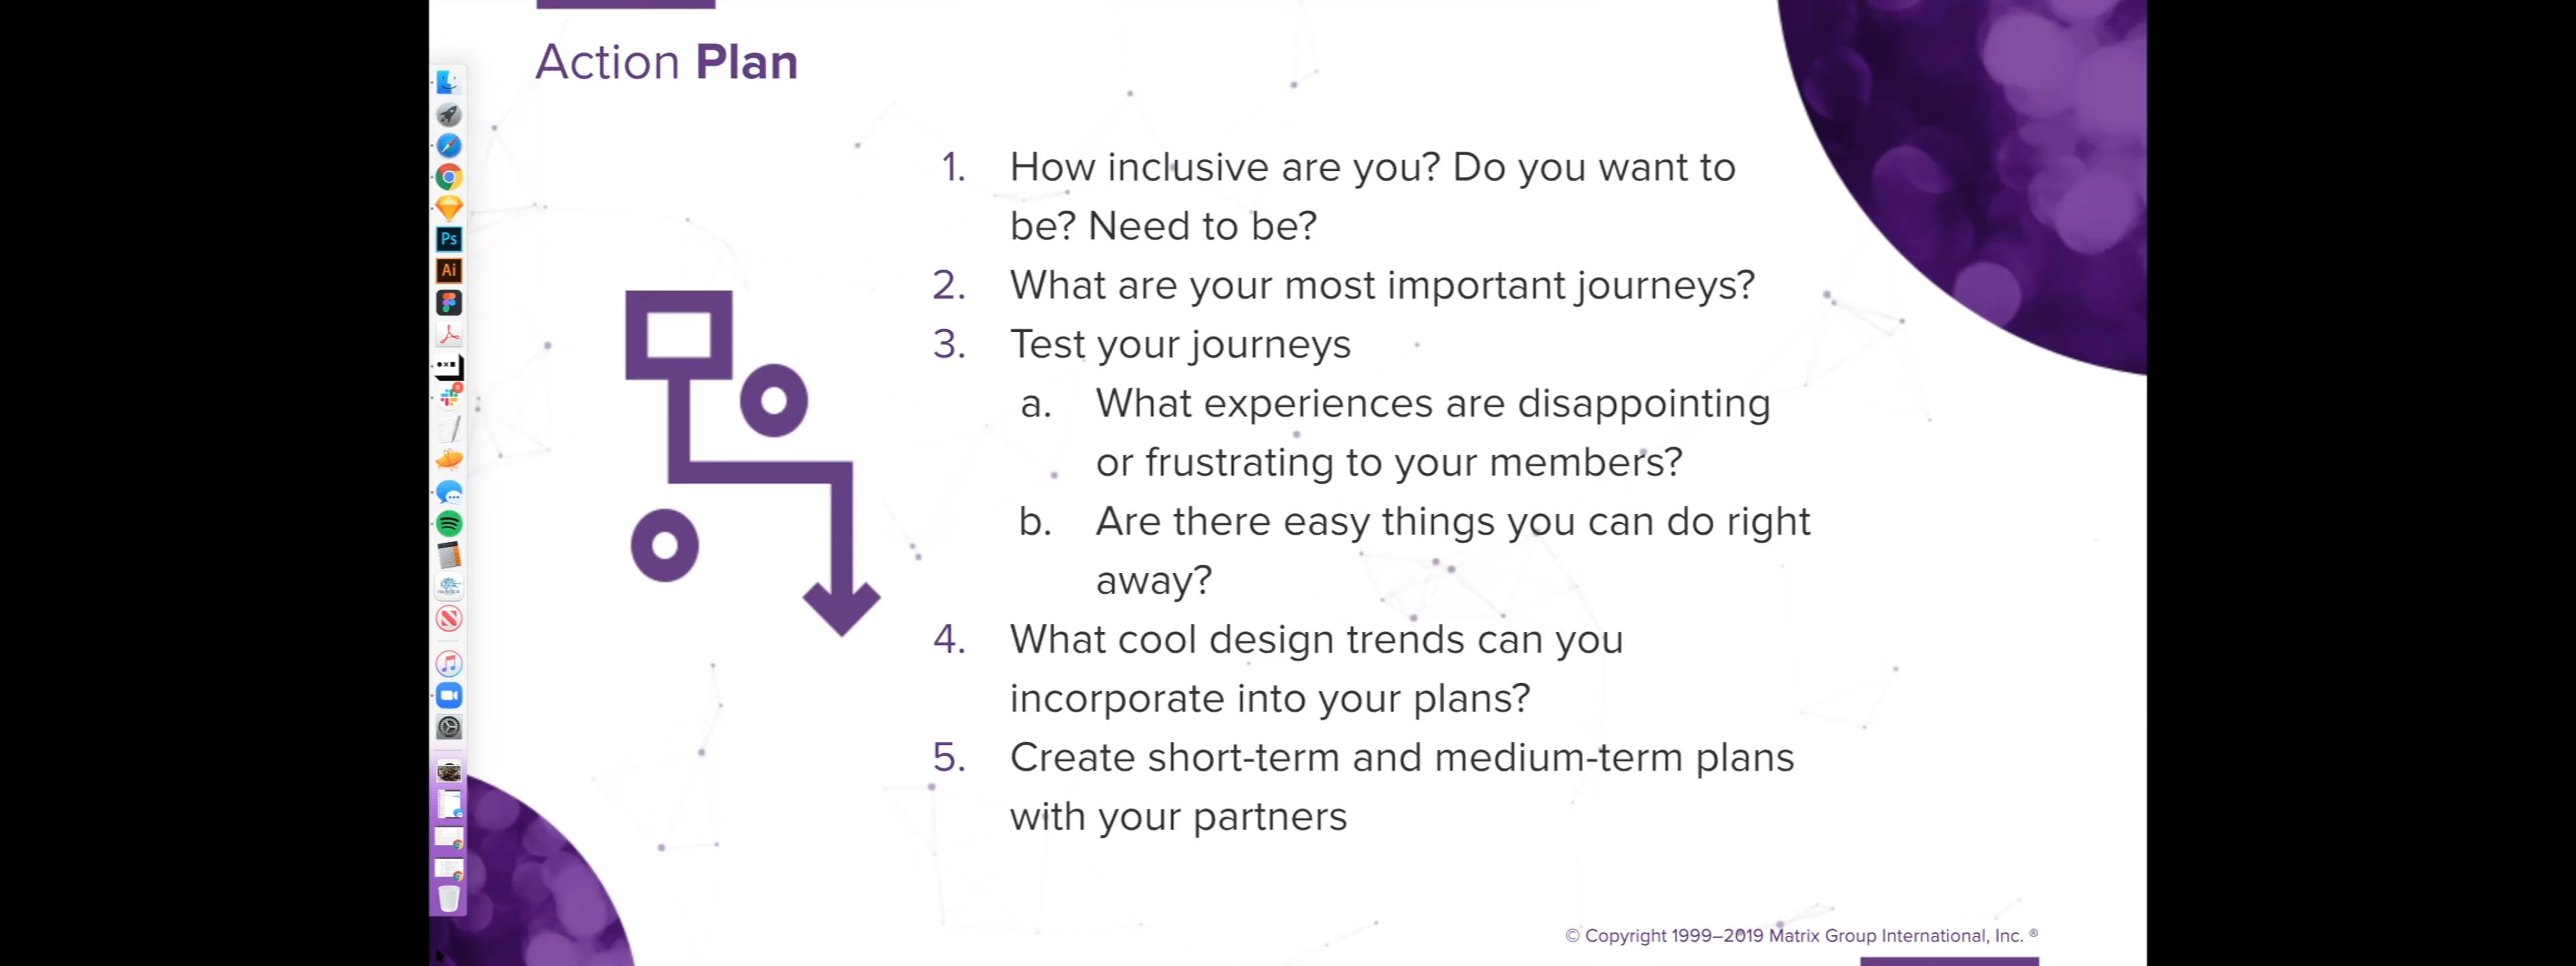 Action Plan
1. How inclusive are you? Do you want to
be? Need to be?
2. What are your most important journeys?
3. Test your journeys
a. What experiences are disappointing
or frustrating to your members?
b. Are there easy things you can do right
away?
4. What cool design trends can you
incorporate into your plans?
5. Create short-term and medium-term plans
with your partners
Ps
Ai
© Copyright 1999–2019 Matrix Group International, Inc. ®